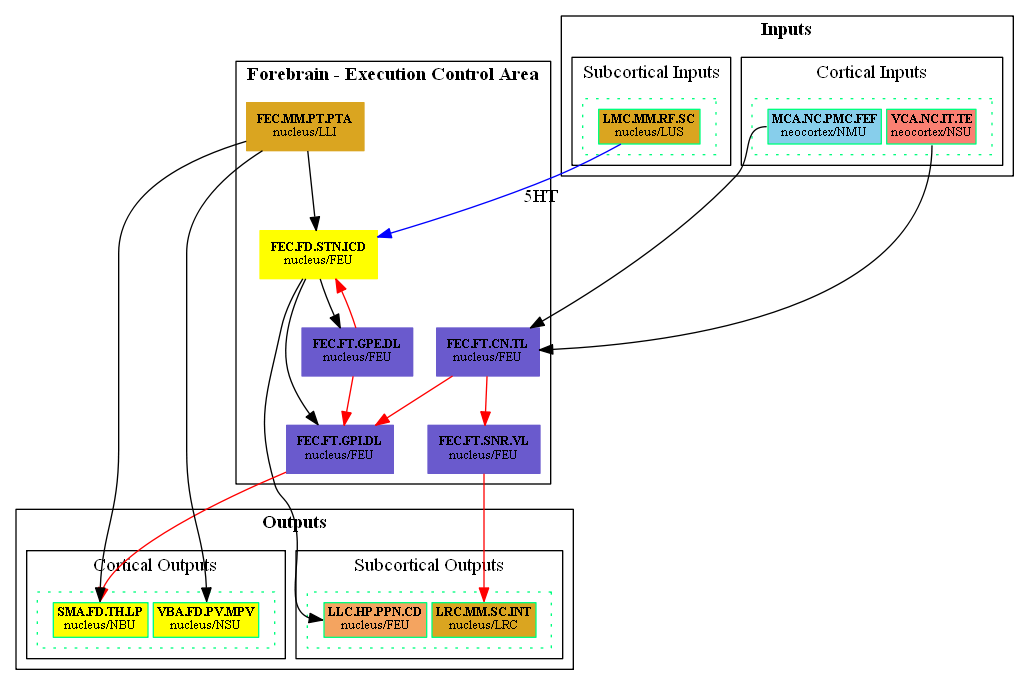 Inputs
Forebrain - Execution Control Area
Subcortical Inputs
Cortical Inputs
FEC.MM.PT.PTA
nucleus/LLI
LMC.MM.RF.SC
nucleus/LUS
MCA.NC.PMC.FEF
neocortex/NMU
VCA.NC.IT.TE
neocortex/NSU
5HT
FEC.FD.STN.ICD
nucleus/FEU
FEC.FT.GPE.DL
nucleus/FEU
FEC.FT.CN.TL
nucleus/FEU
FEC.FT.GPI.DL
nucleus/FEU
FEC.FT.SNR.VL
nucleus/FEU
Outputs
Cortical Outputs
Subcortical Outputs
SMA.FD.TH.LP
nucleus/NBU
VBA.FD.PV.MPV
nucleus/NSU
LLC.HP.PPN.CD
nucleus/FEU
LRC.MM.SC.INT
nucleus/LRC